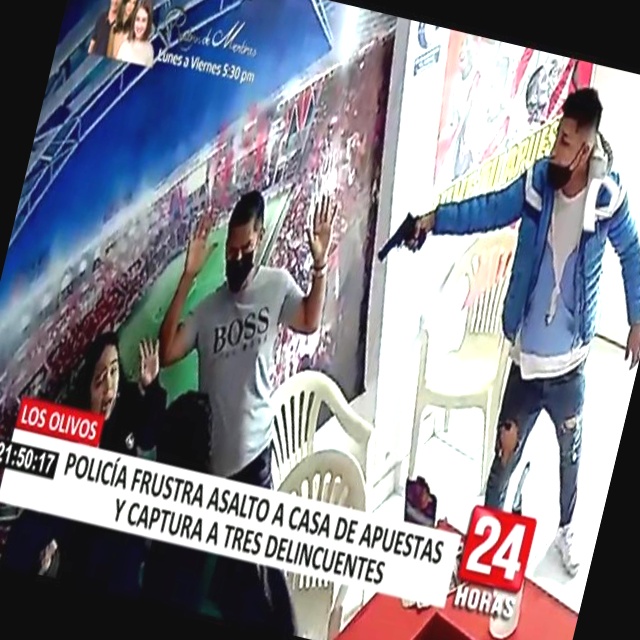 Lunes a Viernes 5:30 pm
BOSS
LOS OLIVOS
21:50:17
POLICÍA FRUSTRA ASALTO A CASA DE APUESTAS
Y CAPTURA A TRES DELINCUENTES
24
HORAS